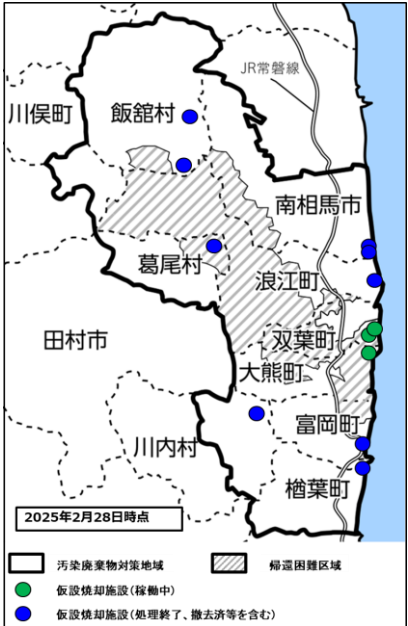 JR常磐線
川俣町
飯舘村
南相馬市
葛尾村
浪江町
双葉町
田村市
大熊町
富岡町
川内村
楢葉町
2025年2月28日時点
汚染廃棄物対策地域
帰還困難区域
仮設焼却施設(稼働中)
仮設焼却施設(処理終了、撤去済等を含む)